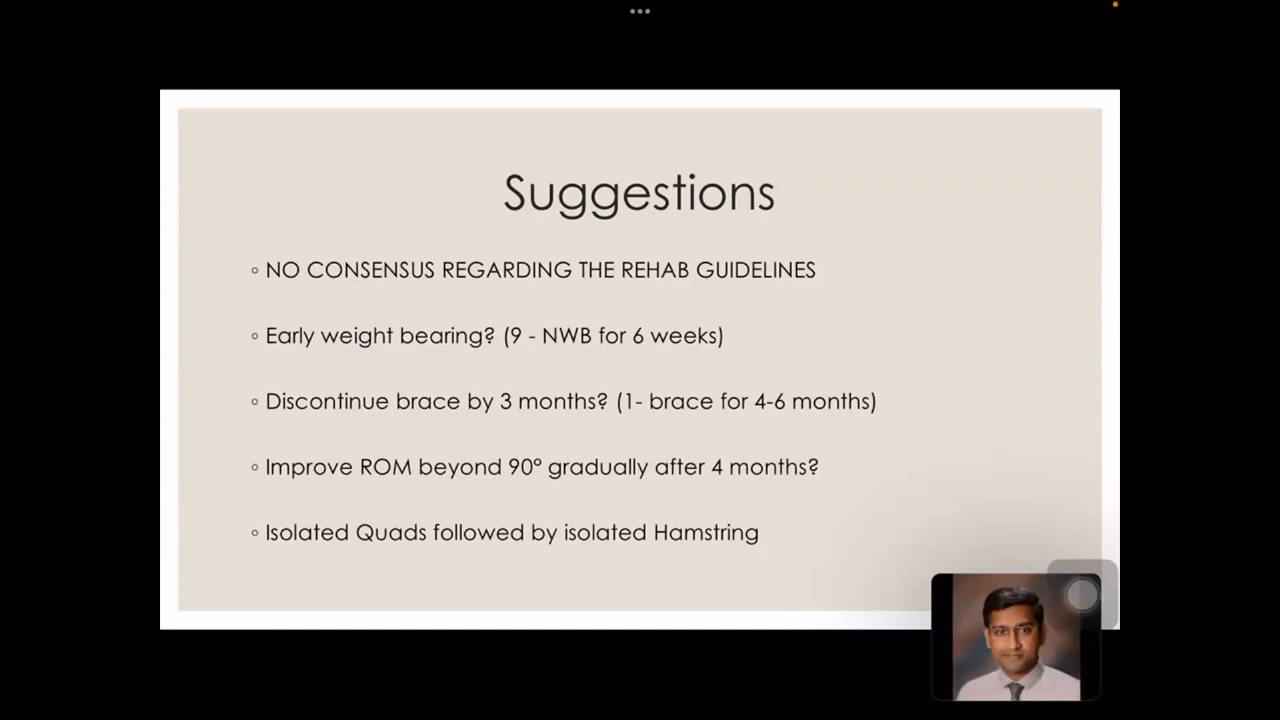 Suggestions
◦ NO CONSENSUS REGARDING THE REHAB GUIDELINES
◦ Early weight bearing? (9 - NWB for 6 weeks)
◦ Discontinue brace by 3 months? (1- brace for 4-6 months)
◦ Improve ROM beyond 90° gradually after 4 months?
◦ Isolated Quads followed by isolated Hamstring